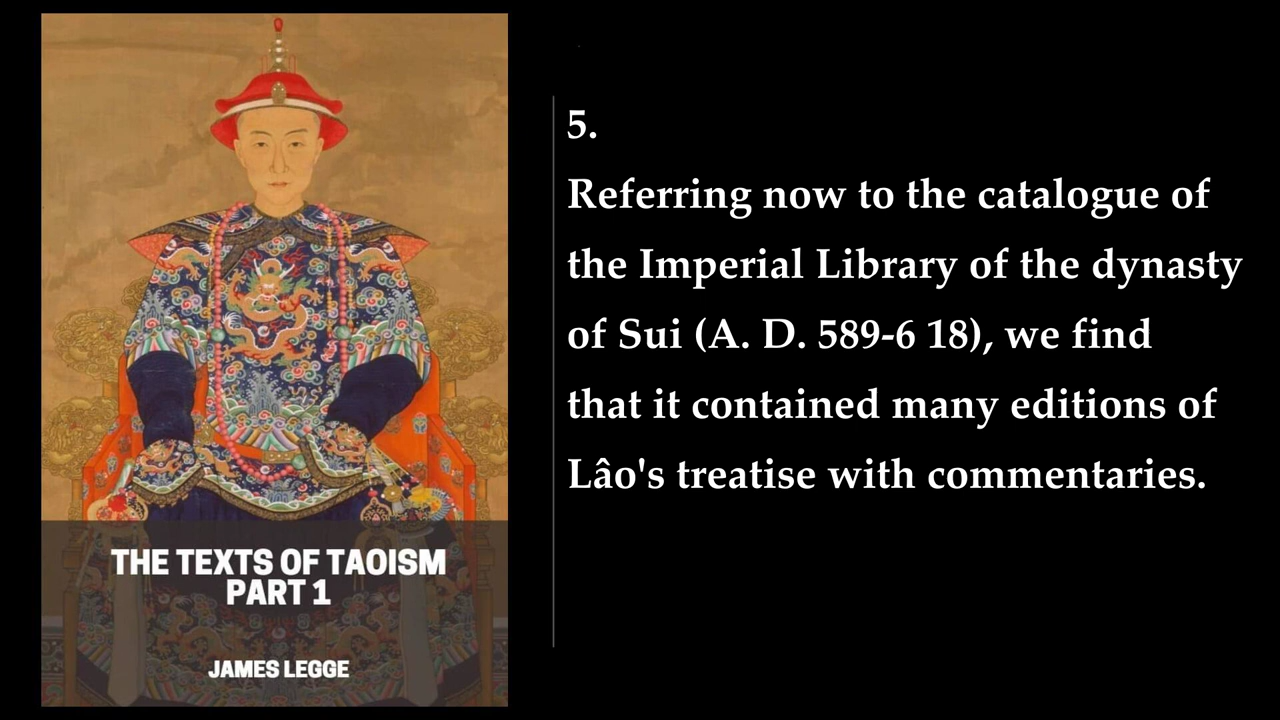 THE TEXTS OF TAOISM
PART 1
JAMES LEGGE
5.
Referring now to the catalogue of
the Imperial Library of the dynasty
of Sui (A. D. 589-6 18), we find
that it contained many editions of
Lâo's treatise with commentaries.